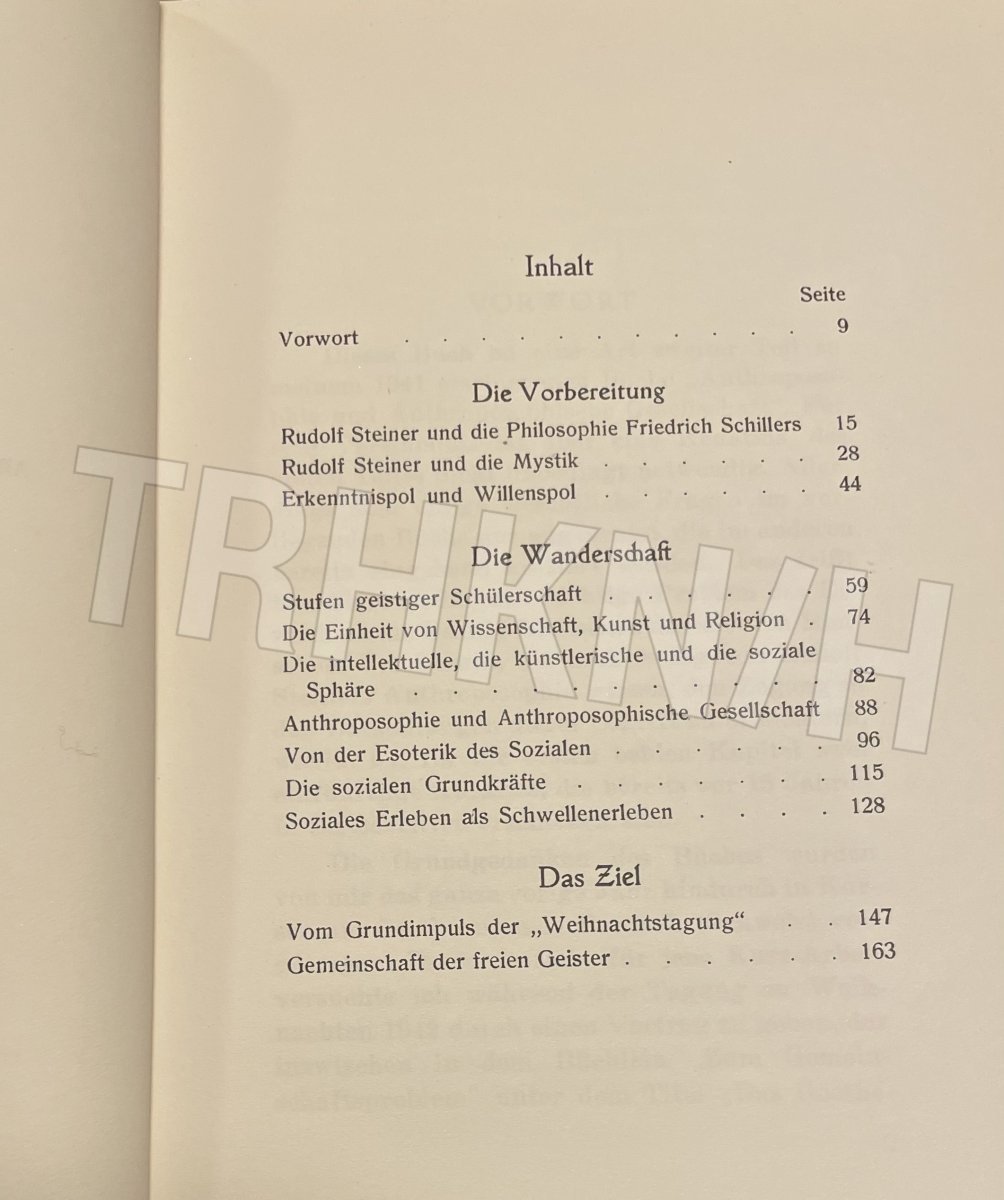 Inhalt
Seite
Vorwort . . . . . . . . . . . 9
Die Vorbereitung
Rudolf Steiner und die Philosophie Friedrich Schillers 15
Rudolf Steiner und die Mystik . . . . . . 28
Erkenntnispol und Willenspol . . . . . . 44
Die Wanderschaft
Stufen geistiger Schülerschaft . . . . . . 59
Die Einheit von Wissenschaft, Kunst und Religion . 74
Die intellektuelle, die künstlerische und die soziale
Sphäre . . . . . . . . . . . 82
Anthroposophie und Anthroposophische Gesellschaft 88
Von der Esoterik des Sozialen . . . . . . 96
Die sozialen Grundkräfte . . . . . . . 115
Soziales Erleben als Schwellenerleben . . . . 128
Das Ziel
Vom Grundimpuls der „Weihnachtstagung“ . . 147
Gemeinschaft der freien Geister . . . . . . 163
TRHKN/H